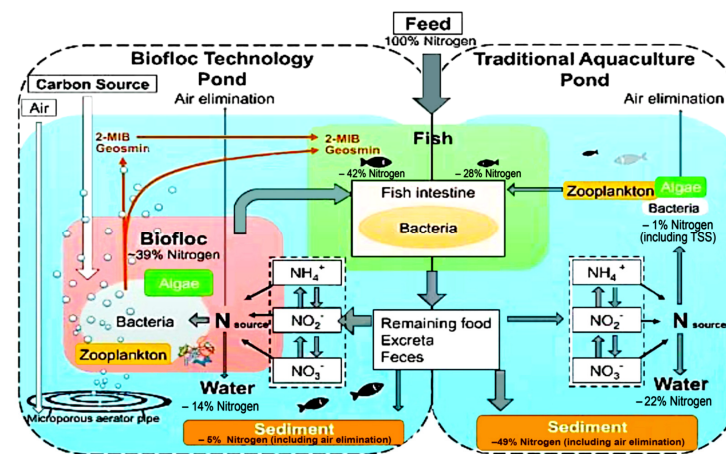 Feed
100% Nitrogen
Biofloc Technology
Pond
Traditional Aquaculture
Pond
Carbon Source
Air
Air elimination
Air elimination
2-MIB
Geosmin
2-MIB
Geosmin
Fish
~ 42% Nitrogen
~ 28% Nitrogen
Fish intestine
Bacteria
Zooplankton
Algae
Bacteria
~ 1% Nitrogen
(including TSS)
Biofloc
~39% Nitrogen
Algae
Bacteria
Zooplankton
N source
NH4+
NO2-
NO3-
Remaining food
Excreta
Feces
NH4+
NO2-
NO3-
N source
Water
~ 14% Nitrogen
Water
~ 22% Nitrogen
Microporous aerator pipe
Sediment
~ 5% Nitrogen (including air elimination)
Sediment
~49% Nitrogen (including air elimination)